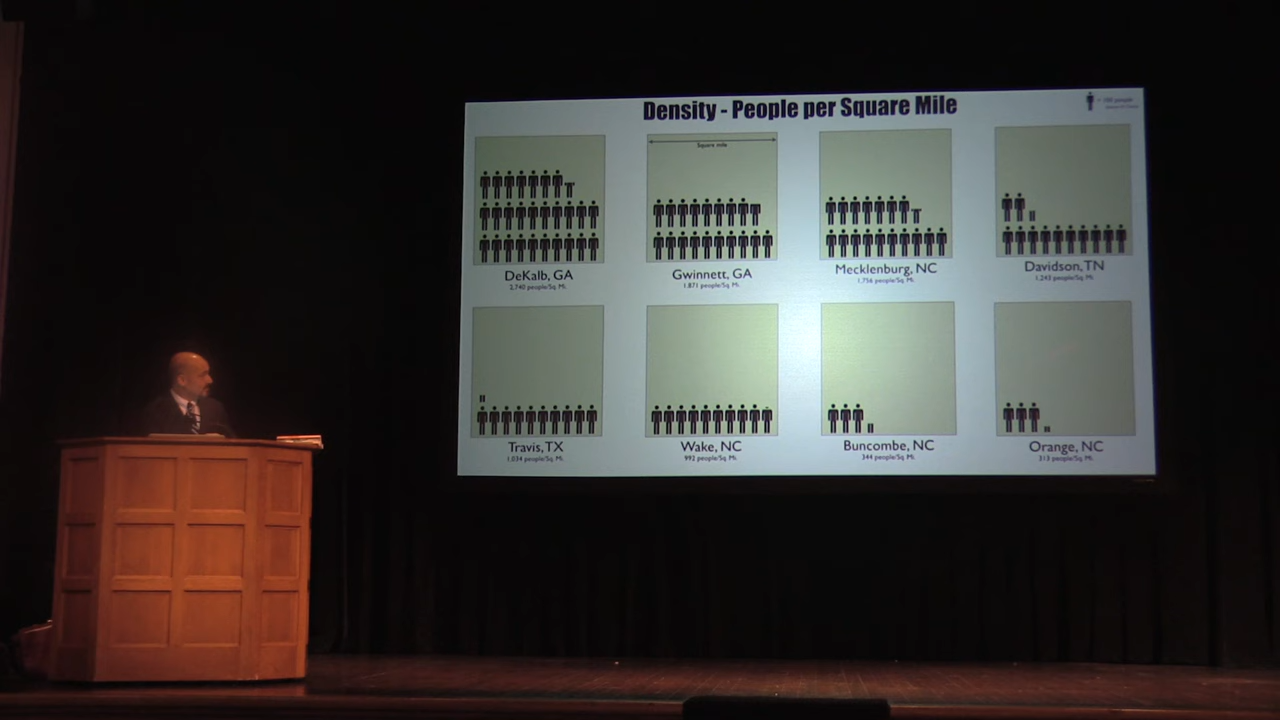 Density - People per Square Mile
= 100 people
Square mile
DeKalb, GA
2,740 people/Sq. Mi.
Gwinnett, GA
1,871 people/Sq. Mi.
Mecklenburg, NC
1,756 people/Sq. Mi.
Davidson, TN
1,243 people/Sq. Mi.
Travis, TX
1,034 people/Sq. Mi.
Wake, NC
992 people/Sq. Mi.
Buncombe, NC
344 people/Sq. Mi.
Orange, NC
313 people/Sq. Mi.